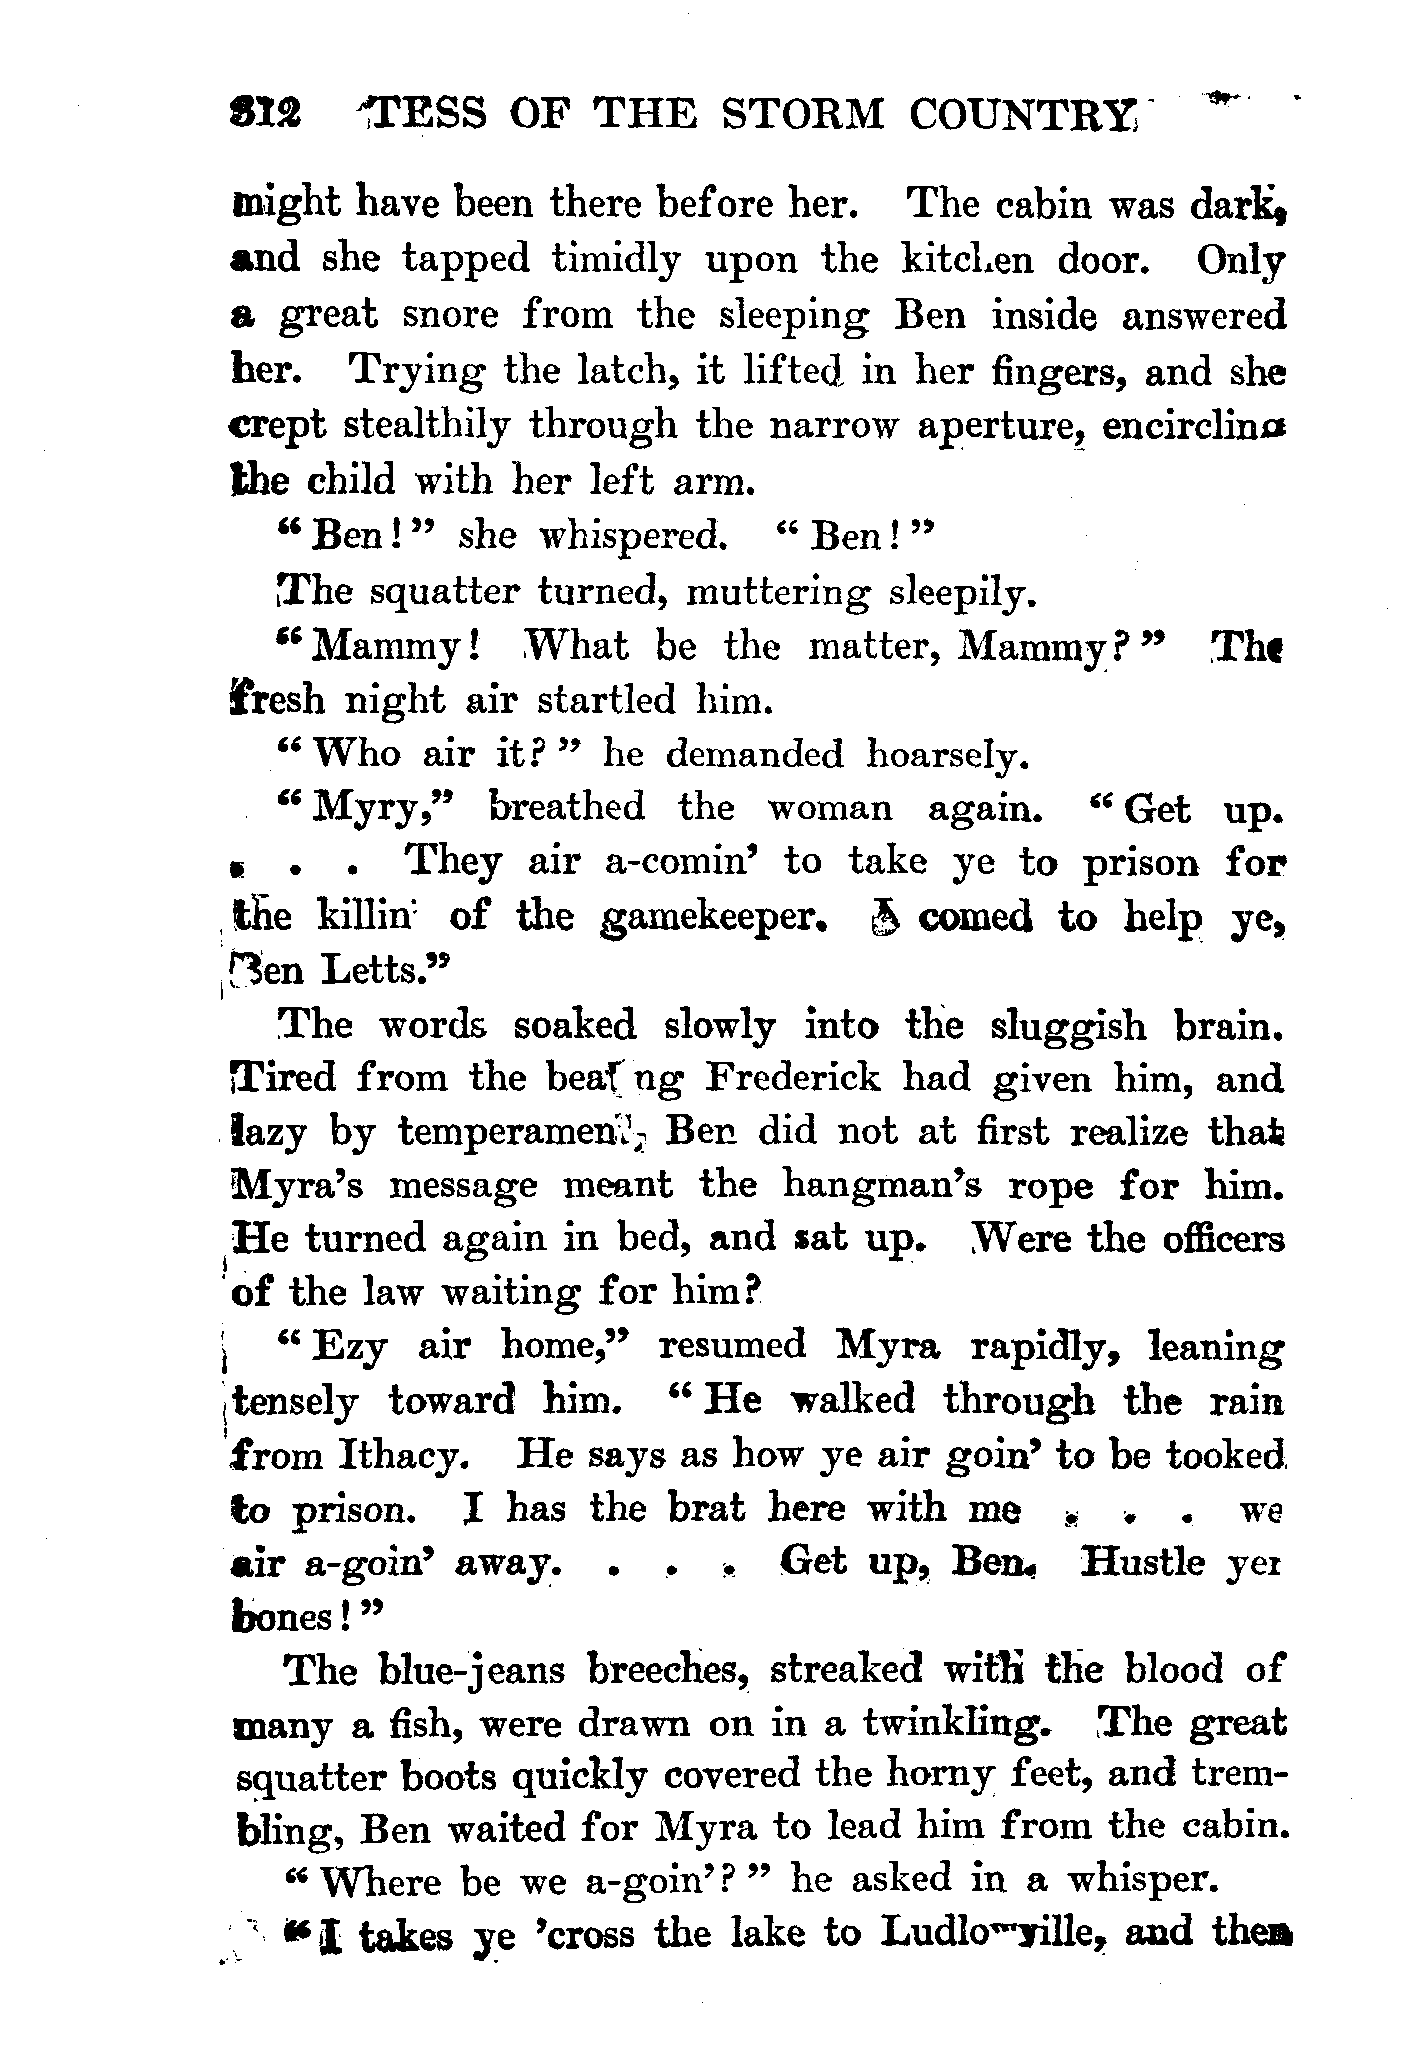 312 TESS OF THE STORM COUNTRY
might have been there before her. The cabin was dark,
and she tapped timidly upon the kitchen door. Only
a great snore from the sleeping Ben inside answered
her. Trying the latch, it lifted in her fingers, and she
crept stealthily through the narrow aperture, encircling
the child with her left arm.
“Ben!” she whispered. “Ben!”
The squatter turned, muttering sleepily.
“Mammy! What be the matter, Mammy?” The
fresh night air startled him.
“Who air it?” he demanded hoarsely.
“Myry,” breathed the woman again. “Get up.
. . . They air a-comin’ to take ye to prison for
the killin’ of the gamekeeper. I comed to help ye,
Ben Letts.”
The words soaked slowly into the sluggish brain.
Tired from the beating Frederick had given him, and
lazy by temperament, Ben did not at first realize that
Myra’s message meant the hangman’s rope for him.
He turned again in bed, and sat up. Were the officers
of the law waiting for him?
“Ezy air home,” resumed Myra rapidly, leaning
tensely toward him. “He walked through the rain
from Ithacy. He says as how ye air goin’ to be tooked
to prison. I has the brat here with me . . . we
air a-goin’ away. . . . Get up, Ben. Hustle yer
bones!”
The blue-jeans breeches, streaked with the blood of
many a fish, were drawn on in a twinkling. The great
squatter boots quickly covered the horny feet, and trem-
bling, Ben waited for Myra to lead him from the cabin.
“Where be we a-goin’?” he asked in a whisper.
“I takes ye ’cross the lake to Ludlowville, and then